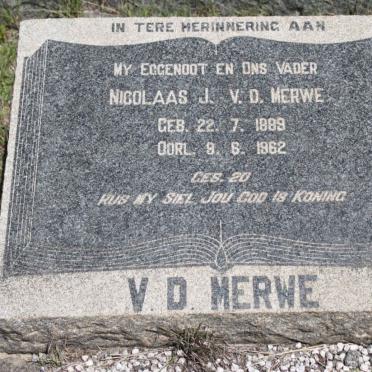 IN TERE HERINNERING AAN
MY EGGENOOT EN ONS VADER
NICOLAAS J. V. D. MERWE
GEB. 22. 7. 1889
OORL. 9. 6. 1962
GES. 20
RUS MY SIEL JOU GOD IS KONING
V. D. MERWE